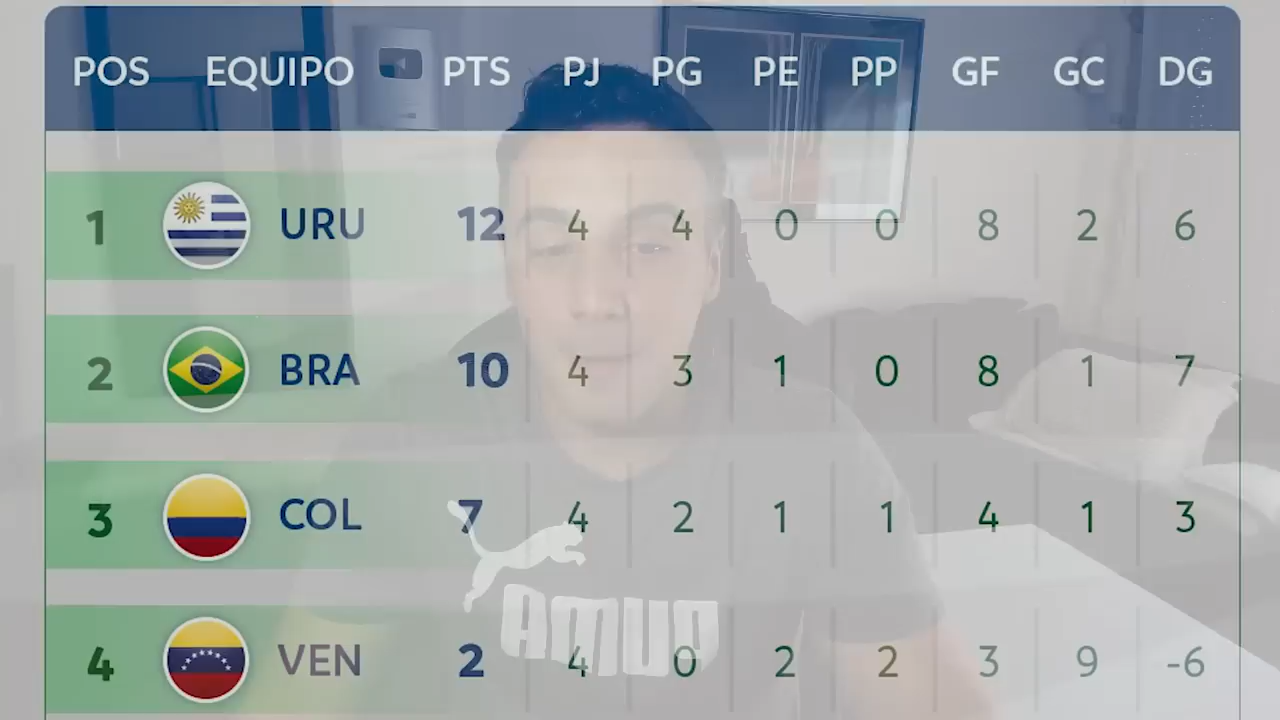 POS EQUIPO PTS PJ PG PE PP GF GC DG
1 URU 12 4 4 0 0 8 2 6
2 BRA 10 4 3 1 0 8 1 7
3 COL 7 4 2 1 1 4 1 3
4 VEN 2 4 0 2 2 3 9 -6
AMUP